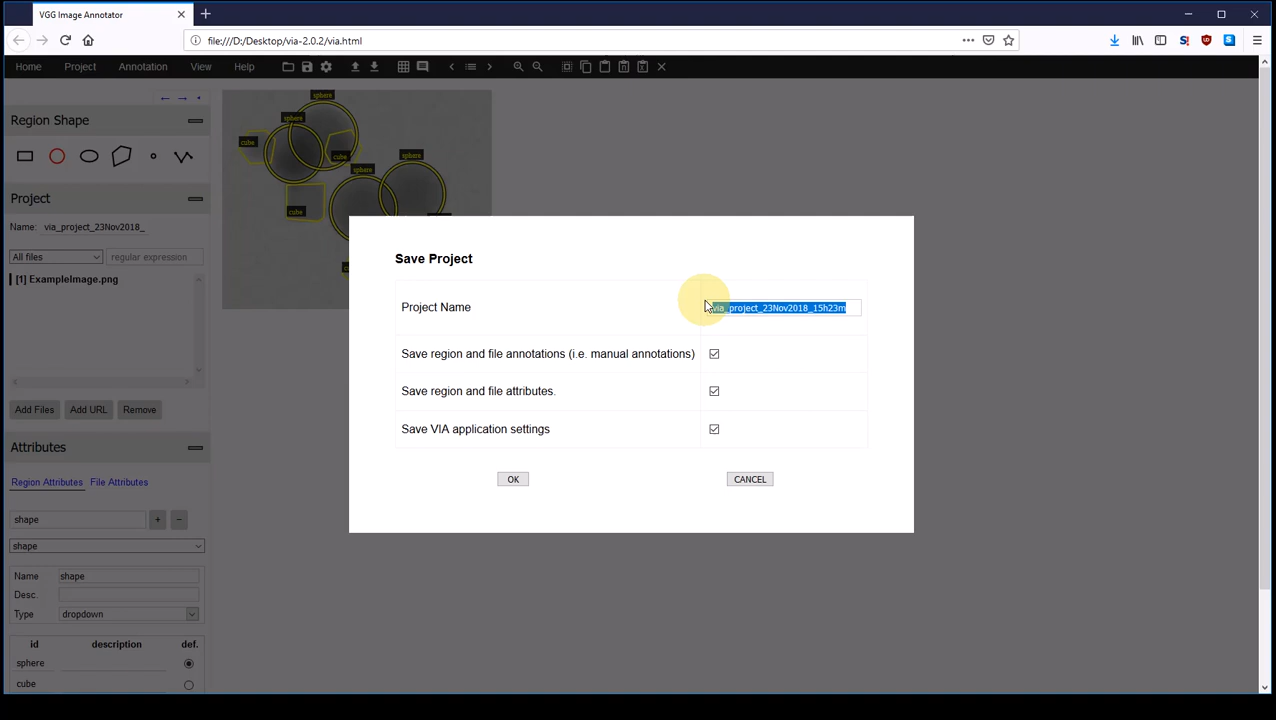 VGG Image Annotator
file:///D:/Desktop/via-2.0.2/via.html
Home Project Annotation View Help
Region Shape
Project
Name: via_project_23Nov2018_
All files
regular expression
[1] ExampleImage.png
Add Files Add URL Remove
Attributes
Region Attributes File Attributes
shape + −
shape
Name shape
Desc.
Type dropdown
id description def.
sphere
cube
sphere
sphere
cube
cube
sphere
sphere
cube
Save Project
Project Name via_project_23Nov2018_15h23m
Save region and file annotations (i.e. manual annotations)
Save region and file attributes.
Save VIA application settings
OK CANCEL